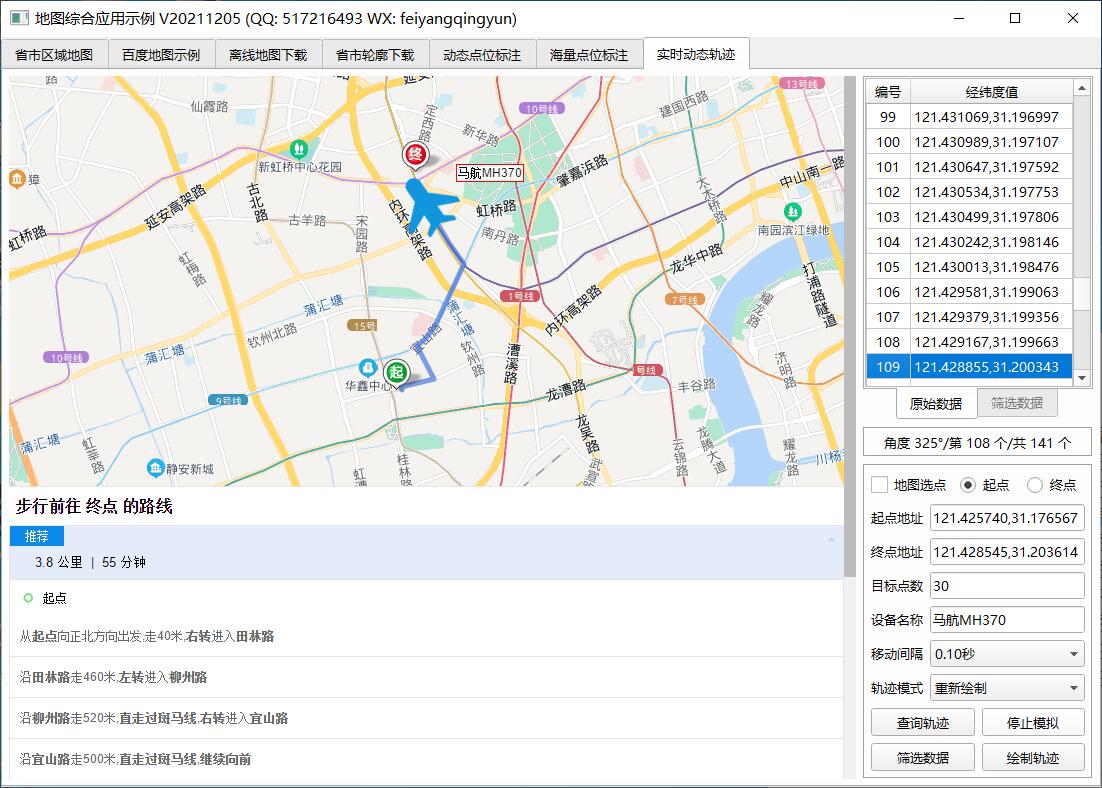 地图综合应用示例 V20211205 (QQ: 517216493 WX: feiyangqingyun)
省市区域地图 百度地图示例 离线地图下载 省市轮廓下载 动态点位标注 海量点位标注 实时动态轨迹
路
仙霞路
定西路
新华路
10号线
建国西路
13号线
新虹桥中心花园
终
马航MH370
肇嘉浜路
中山南一路
獐
延安高架路
古北路
古羊路
宋园路
内环高架路
虹桥路
南丹路
大木桥路
南园滨江绿地
虹桥路
虹梅路
龙华中路
打浦路隧道
蒲汇塘
1号线
内环高架路
7号线
龙耀路
15号
钦州北路
宜山路
蒲汇塘
钦州路
漕溪路
10号线
蒲汇塘
华鑫中心
起
号线
丰谷路
济明路
9号线
龙漕路
蒲汇塘
虹莘路
静安新城
虹漕
桂林路
龙吴路
武宣
云锦路
龙腾大道
耀龙路
川杨
步行前往 终点 的路线
推荐
3.8 公里 | 55 分钟
起点
从起点向正北方向出发,走40米,右转进入田林路
沿田林路走460米,左转进入柳州路
沿柳州路走520米,直走过斑马线,右转进入宜山路
沿宜山路走500米,直走过斑马线,继续向前
编号 经纬度值
99 121.431069,31.196997
100 121.430989,31.197107
101 121.430647,31.197592
102 121.430534,31.197753
103 121.430499,31.197806
104 121.430242,31.198146
105 121.430013,31.198476
106 121.429581,31.199063
107 121.429379,31.199356
108 121.429167,31.199663
109 121.428855,31.200343
原始数据 筛选数据
角度 325°/第 108 个/共 141 个
地图选点 起点 终点
起点地址 121.425740,31.176567
终点地址 121.428545,31.203614
目标点数 30
设备名称 马航MH370
移动间隔 0.10秒
轨迹模式 重新绘制
查询轨迹 停止模拟
筛选数据 绘制轨迹